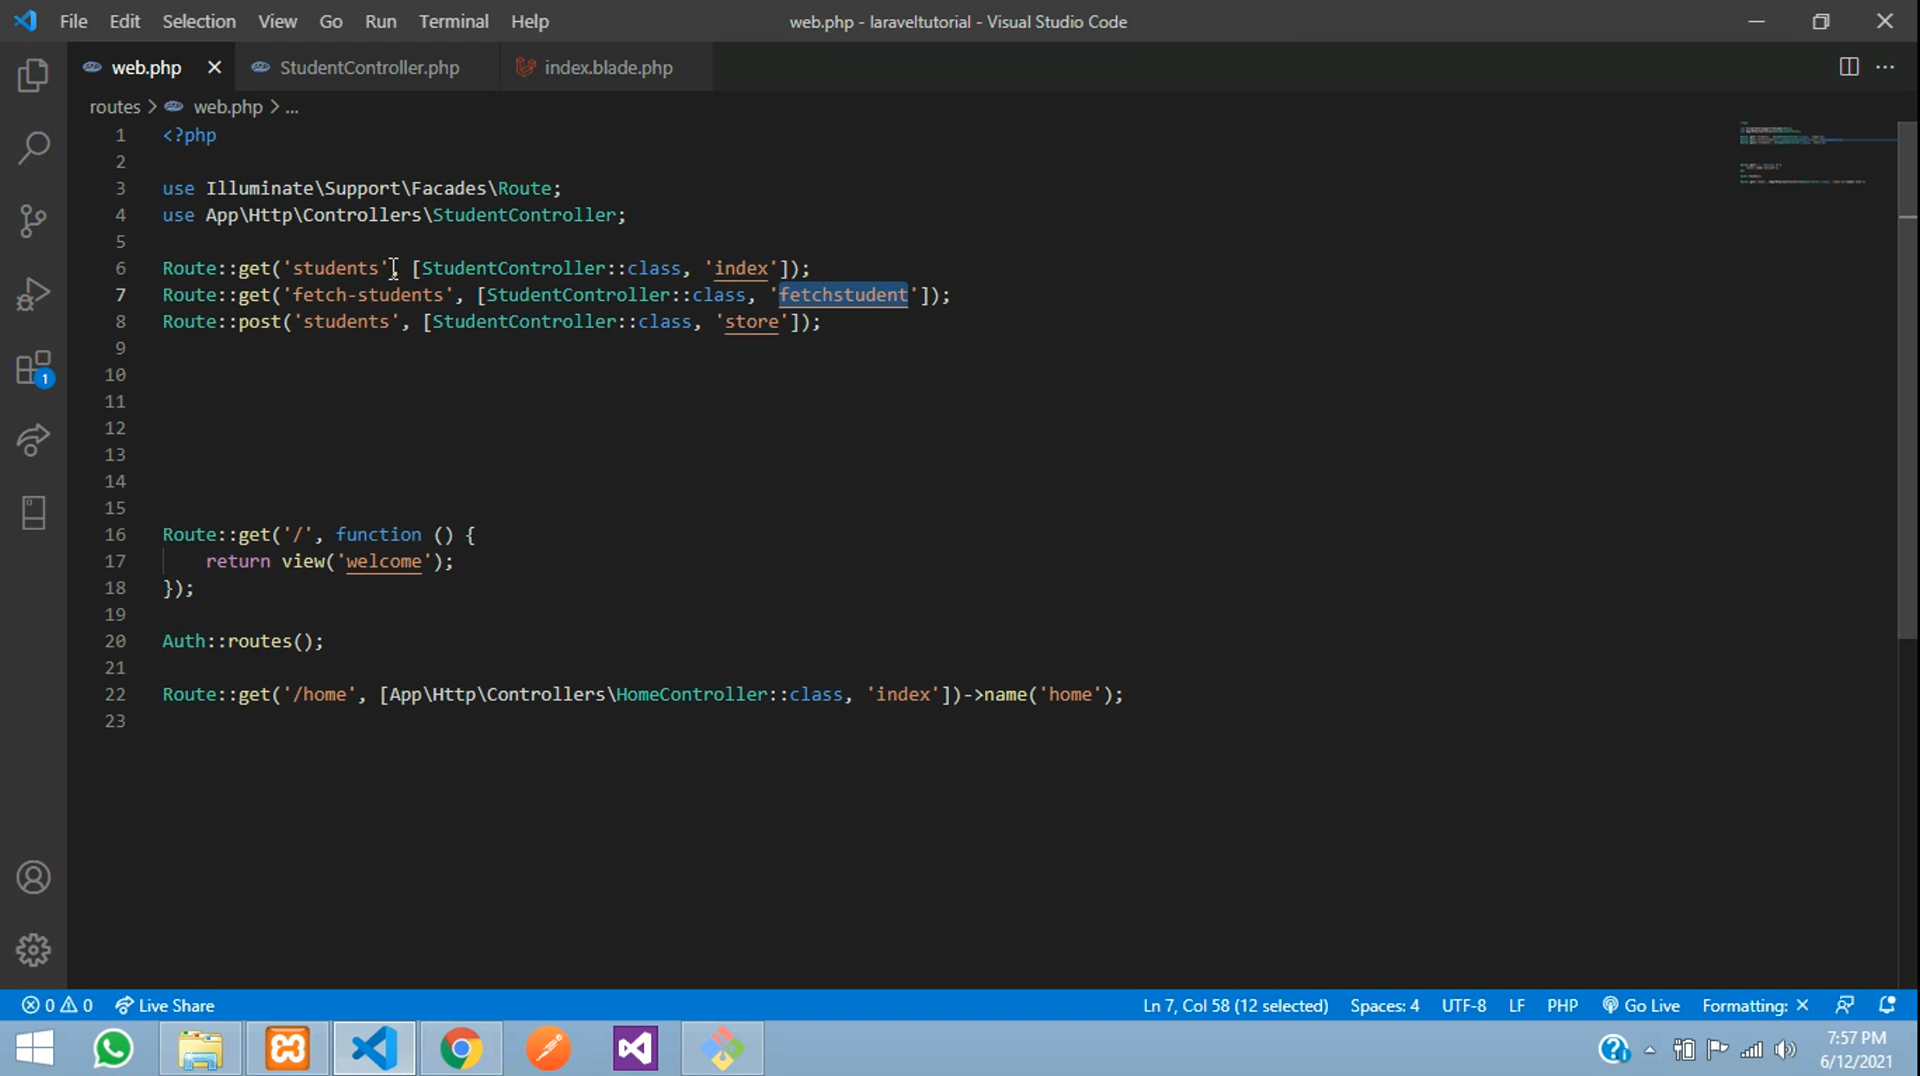 File Edit Selection View Go Run Terminal Help
web.php - laraveltutorial - Visual Studio Code
web.php StudentController.php index.blade.php
routes > web.php > ...
1 <?php
2
3 use Illuminate\Support\Facades\Route;
4 use App\Http\Controllers\StudentController;
5
6 Route::get('students', [StudentController::class, 'index']);
7 Route::get('fetch-students', [StudentController::class, 'fetchstudent']);
8 Route::post('students', [StudentController::class, 'store']);
9
10
11
12
13
14
15
16 Route::get('/', function () {
17 return view('welcome');
18 });
19
20 Auth::routes();
21
22 Route::get('/home', [App\Http\Controllers\HomeController::class, 'index'])->name('home');
23
1
0 0 Live Share Ln 7, Col 58 (12 selected) Spaces: 4 UTF-8 LF PHP Go Live Formatting: ×
7:57 PM
6/12/2021